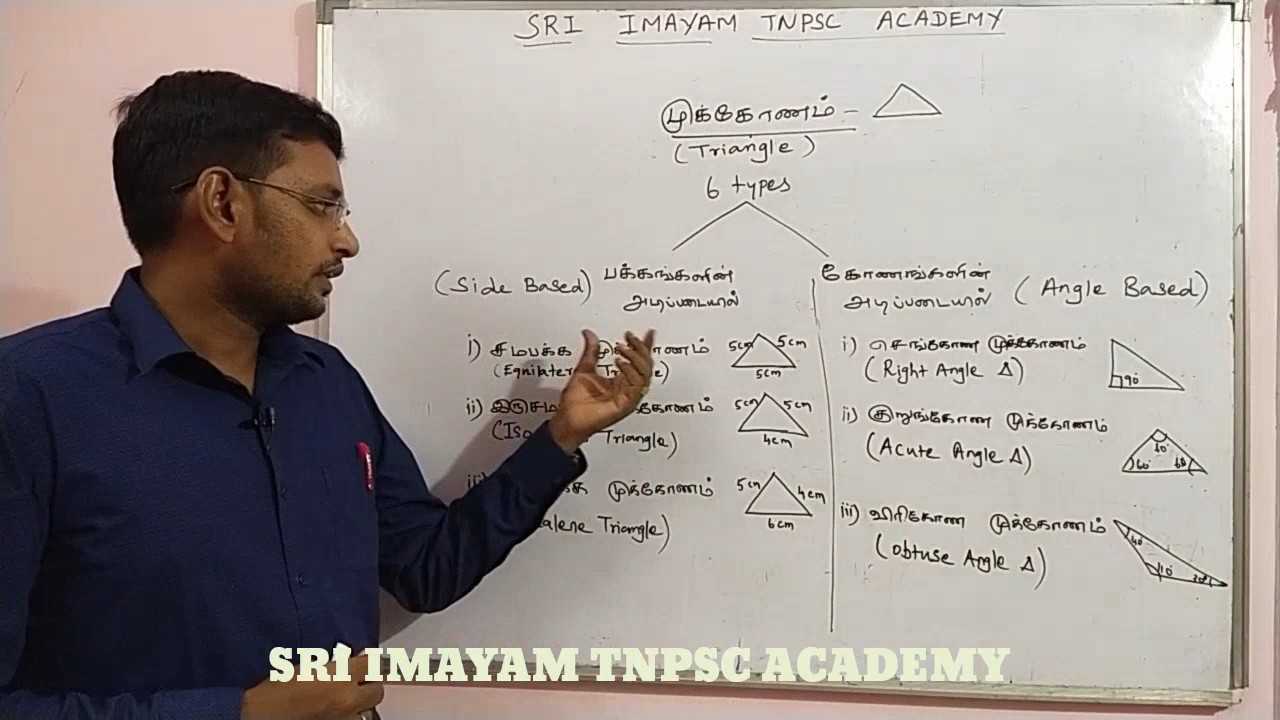 SRI IMAYAM TNPSC ACADEMY
முக்கோணம் -
(Triangle)
6 types
(Side Based) பக்கங்களின்
அடிப்படையில்
i) சமபக்க
5cm 5cm
(
5cm
ii)
5cm 5cm
Triangle)
4cm
முக்கோணம்
5cm 4cm
Triangle)
6cm
கோணங்களின் (Angle Based)
அடிப்படையில்
i) செங்கோண முக்கோணம்
(Right Angle Δ)
90°
ii) குறுங்கோண முக்கோணம்
(Acute Angle Δ)
60°
60° 60°
iii) விரிகோண முக்கோணம்
(Obtuse Angle Δ)
40°
SRI IMAYAM TNPSC ACADEMY